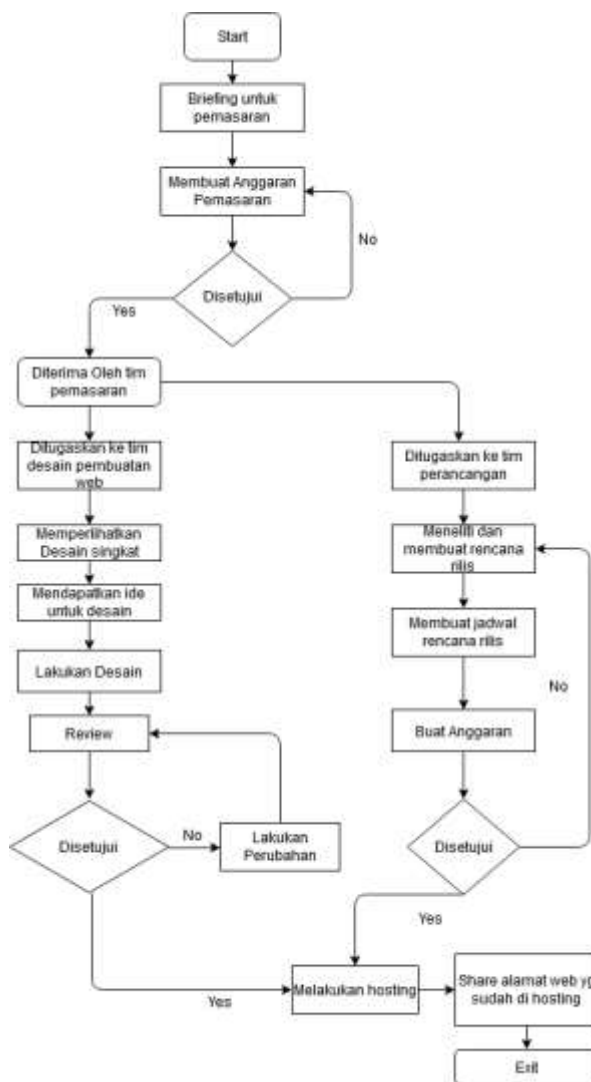 Start
Briefing untuk
pemasaran
Membuat Anggaran
Pemasaran
No
Disetujui
Yes
Diterima Oleh tim
pemasaran
Ditugaskan ke tim
desain pembuatan
web
Memperlihatkan
Desain singkat
Mendapatkan ide
untuk desain
Lakukan Desain
Review
Disetujui
No
Lakukan
Perubahan
Yes
Ditugaskan ke tim
perancangan
Meneliti dan
membuat rencana
rilis
Membuat jadwal
rencana rilis
No
Buat Anggaran
Disetujui
Yes
Melakukan hosting
Share alamat web yg
sudah di hosting
Exit